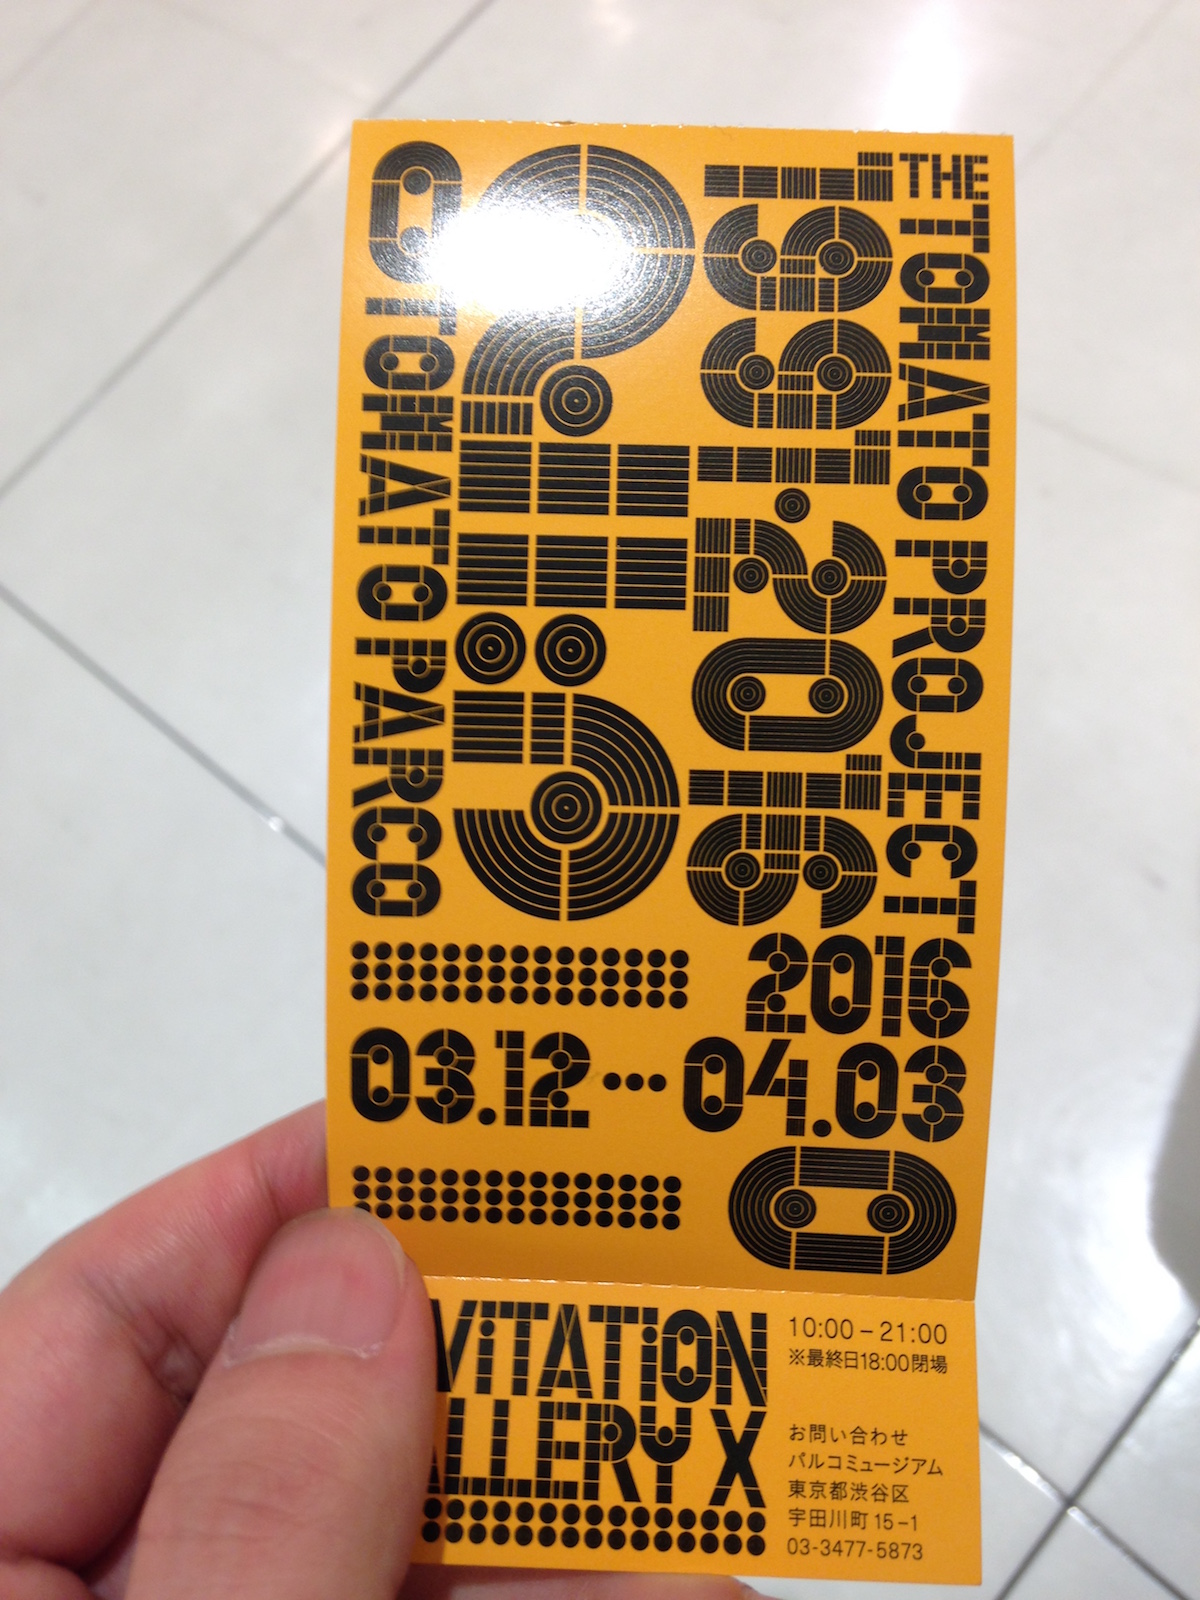 THE TOMATO PROJECT
1991·2016
O TOMATO PARCO
2016
03.12…04.03
O
VITATION
ALLERY X
10:00–21:00
※最終日18:00閉場
お問い合わせ
パルコミュージアム
東京都渋谷区
宇田川町 15-1
03-3477-5873